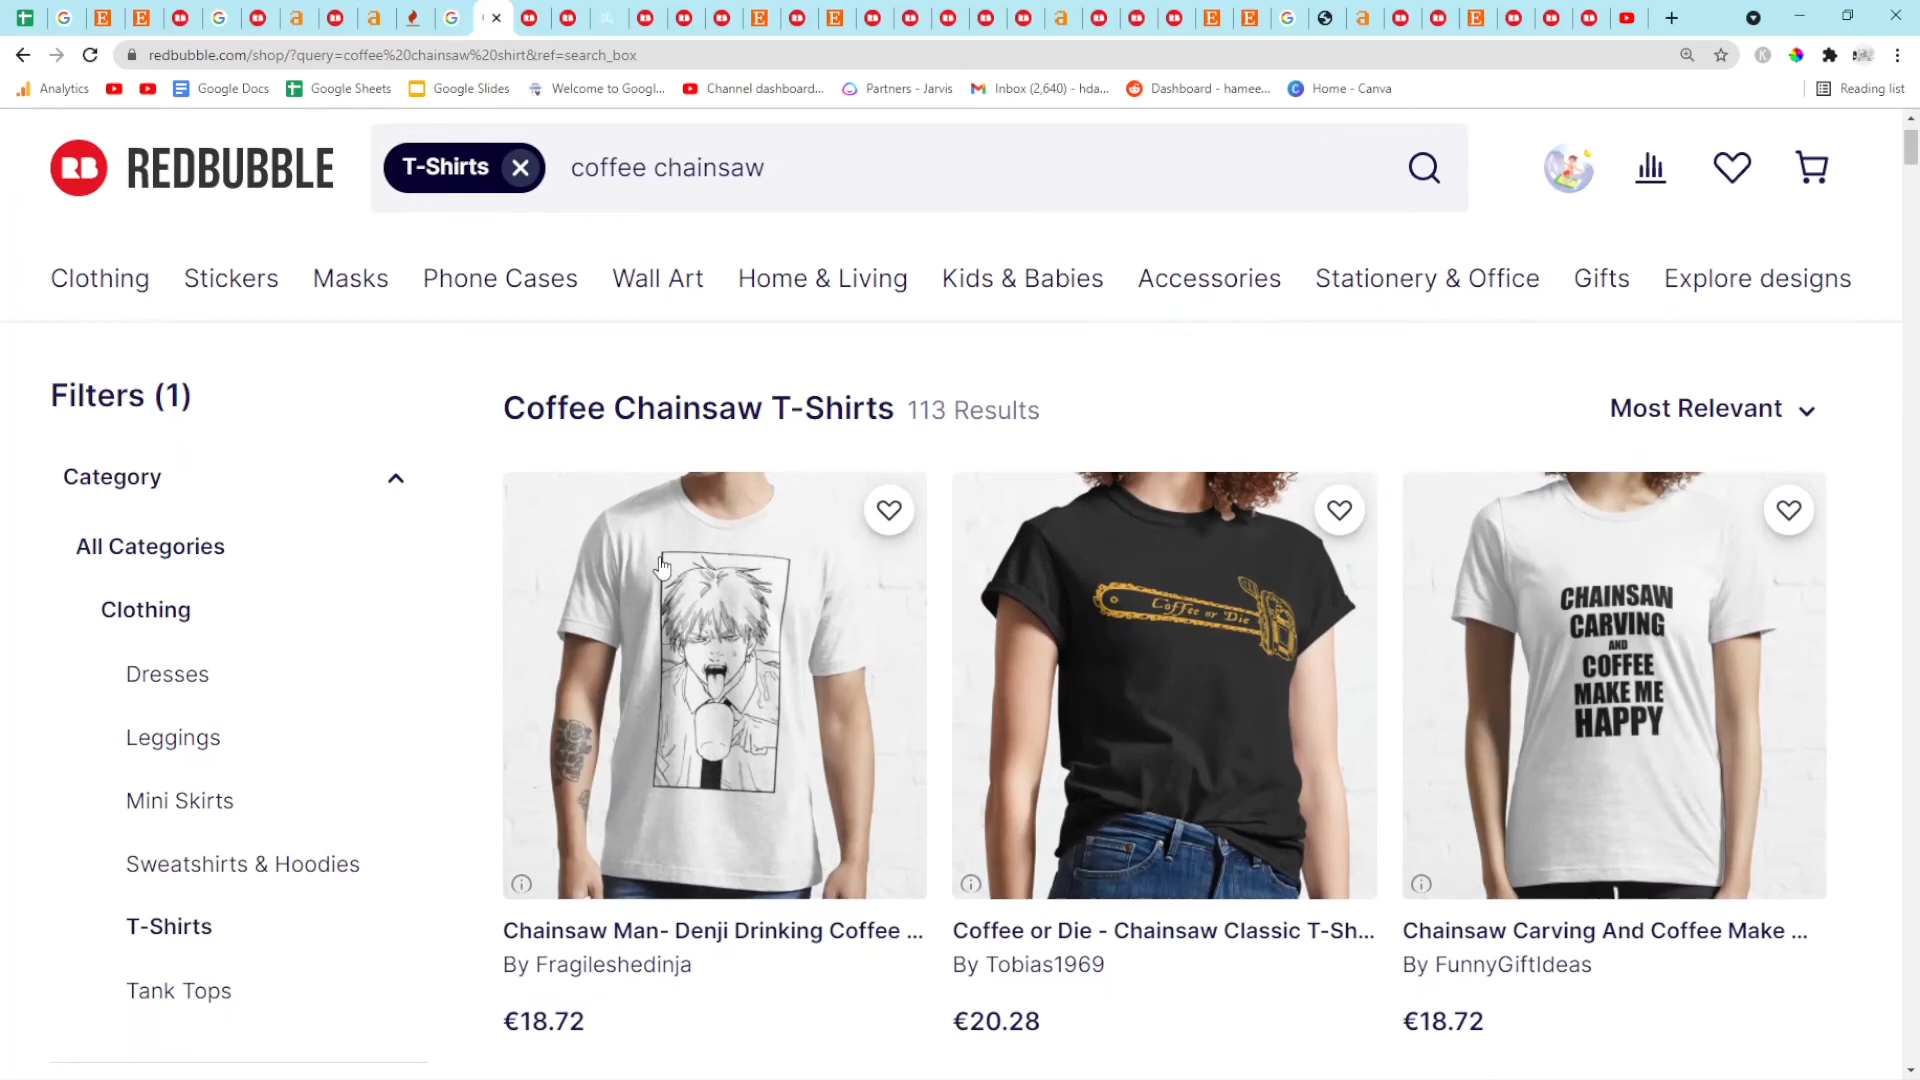 redbubble.com/shop/?query=coffee%20chainsaw%20shirt&ref=search_box
Analytics
Google Docs
Google Sheets
Google Slides
Welcome to Googl...
Channel dashboard...
Partners - Jarvis
Inbox (2,640) - hda...
Dashboard - hamee...
Home - Canva
Reading list
RB REDBUBBLE
T-Shirts
coffee chainsaw
Clothing
Stickers
Masks
Phone Cases
Wall Art
Home & Living
Kids & Babies
Accessories
Stationery & Office
Gifts
Explore designs
Filters (1)
Coffee Chainsaw T-Shirts 113 Results
Most Relevant
Category
All Categories
Clothing
Dresses
Leggings
Mini Skirts
Sweatshirts & Hoodies
T-Shirts
Tank Tops
Coffee or Die
CHAINSAW
CARVING
AND
COFFEE
MAKE ME
HAPPY
Chainsaw Man- Denji Drinking Coffee ...
By Fragileshedinja
€18.72
Coffee or Die - Chainsaw Classic T-Sh...
By Tobias1969
€20.28
Chainsaw Carving And Coffee Make ...
By FunnyGiftIdeas
€18.72